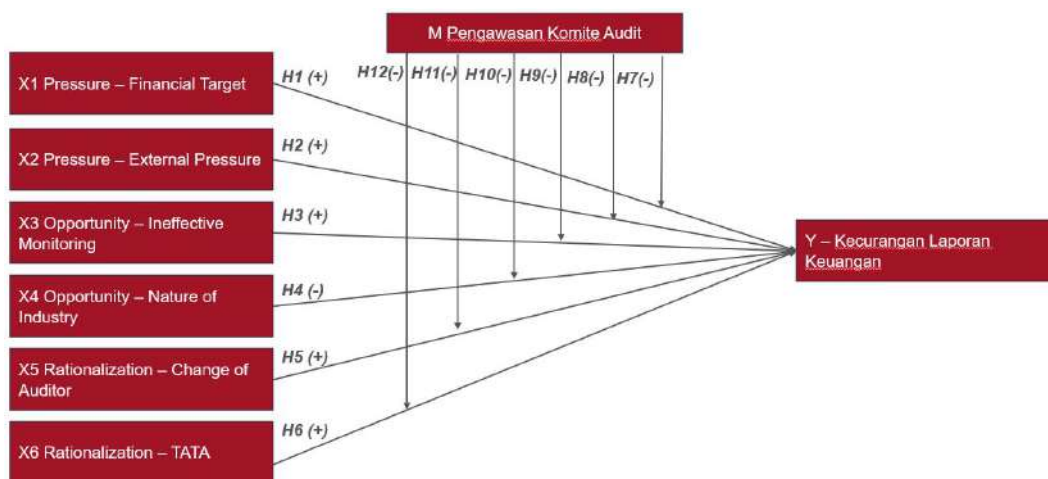 M Pengawasan Komite Audit
H12(-)
H11(-)
H10(-)
H9(-)
H8(-)
H7(-)
X1 Pressure – Financial Target
H1 (+)
X2 Pressure – External Pressure
H2 (+)
X3 Opportunity – Ineffective
Monitoring
H3 (+)
Y – Kecurangan Laporan
Keuangan
X4 Opportunity – Nature of
Industry
H4 (-)
X5 Rationalization – Change of
Auditor
H5 (+)
X6 Rationalization – TATA
H6 (+)